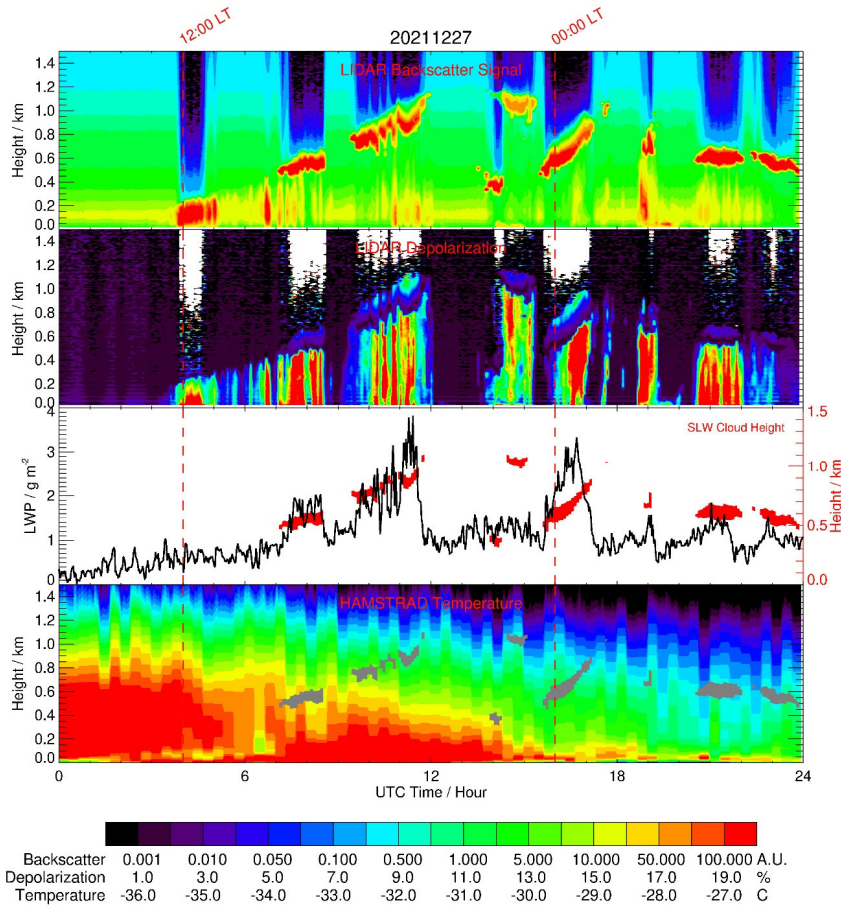 12:00 LT
00:00 LT
20211227
LIDAR Backscatter Signal
Height / km
1.4
1.2
1.0
0.8
0.6
0.4
0.2
0.0
LIDAR Depolarization
Height / km
1.4
1.2
1.0
0.8
0.6
0.4
0.2
0.0
SLW Cloud Height
LWP / g m-2
4
3
2
1
0
Height / km
1.5
1.0
0.5
0.0
HAMSTRAD Temperature
Height / km
1.4
1.2
1.0
0.8
0.6
0.4
0.2
0.0
0 6 12 18 24
UTC Time / Hour
Backscatter 0.001 0.010 0.050 0.100 0.500 1.000 5.000 10.000 50.000 100.000 A.U.
Depolarization 1.0 3.0 5.0 7.0 9.0 11.0 13.0 15.0 17.0 19.0 %
Temperature -36.0 -35.0 -34.0 -33.0 -32.0 -31.0 -30.0 -29.0 -28.0 -27.0 C